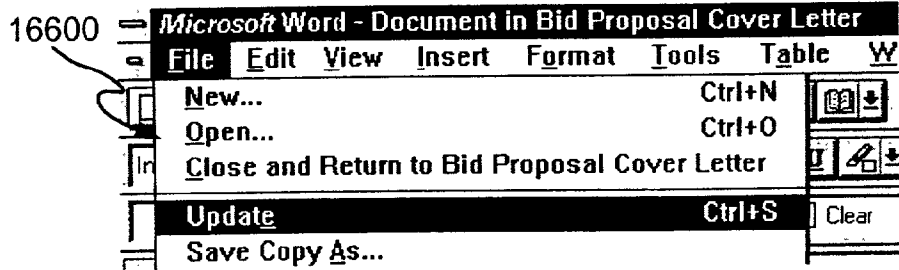 16600
Microsoft Word - Document in Bid Proposal Cover Letter
File Edit View Insert Format Tools Table W
New... Ctrl+N
Open... Ctrl+O
In Close and Return to Bid Proposal Cover Letter U
Update Ctrl+S Clear
Save Copy As...